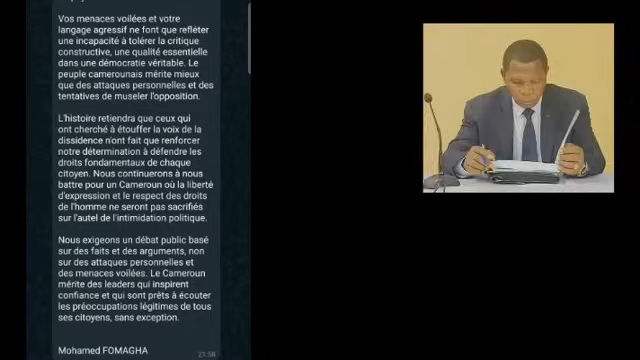 Vos menaces voilées et votre
langage agressif ne font que refléter
une incapacité à tolérer la critique
constructive, une qualité essentielle
dans une démocratie véritable. Le
peuple camerounais mérite mieux
que des attaques personnelles et des
tentatives de museler l'opposition.
L'histoire retiendra que ceux qui
ont cherché à étouffer la voix de la
dissidence n'ont fait que renforcer
notre détermination à défendre les
droits fondamentaux de chaque
citoyen. Nous continuerons à nous
battre pour un Cameroun où la liberté
d'expression et le respect des droits
de l'homme ne seront pas sacrifiés
sur l'autel de l'intimidation politique.
Nous exigeons un débat public basé
sur des faits et des arguments, non
sur des attaques personnelles et
des menaces voilées. Le Cameroun
mérite des leaders qui inspirent
confiance et qui sont prêts à écouter
les préoccupations légitimes de tous
ses citoyens, sans exception.
Mohamed FOMAGHA
21:58